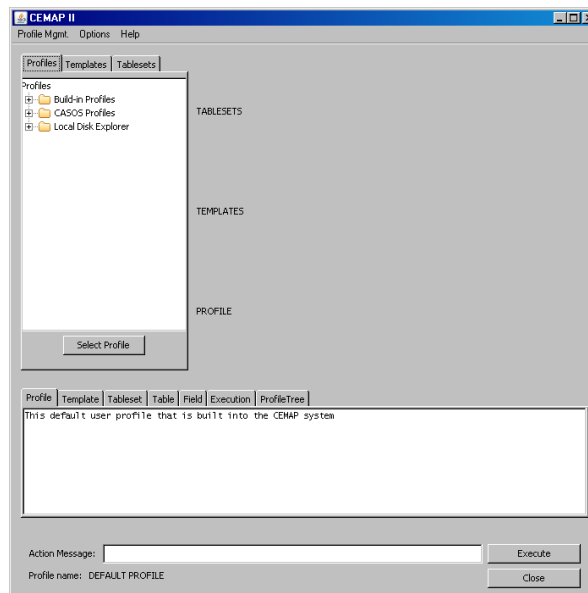 CEMAP II
Profile Mgmt. Options Help
Profiles Templates Tablesets
Profiles
Build-in Profiles
CASOS Profiles
Local Disk Explorer
TABLESETS
TEMPLATES
PROFILE
Select Profile
Profile Template Tableset Table Field Execution ProfileTree
This default user profile that is built into the CEMAP system
Action Message:
Execute
Profile name: DEFAULT PROFILE
Close